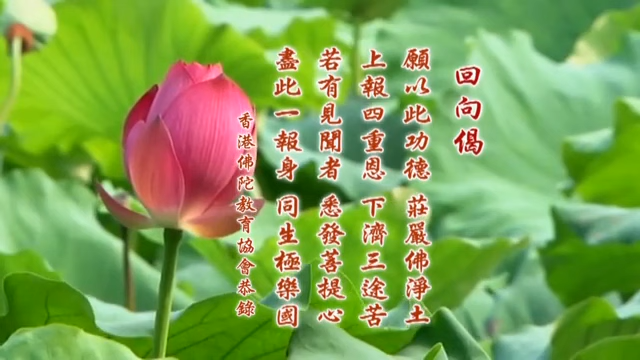 回向偈
願以此功德 莊嚴佛淨土
上報四重恩 下濟三途苦
若有見聞者 悉發菩提心
盡此一報身 同生極樂國
香港佛陀教育協會恭錄